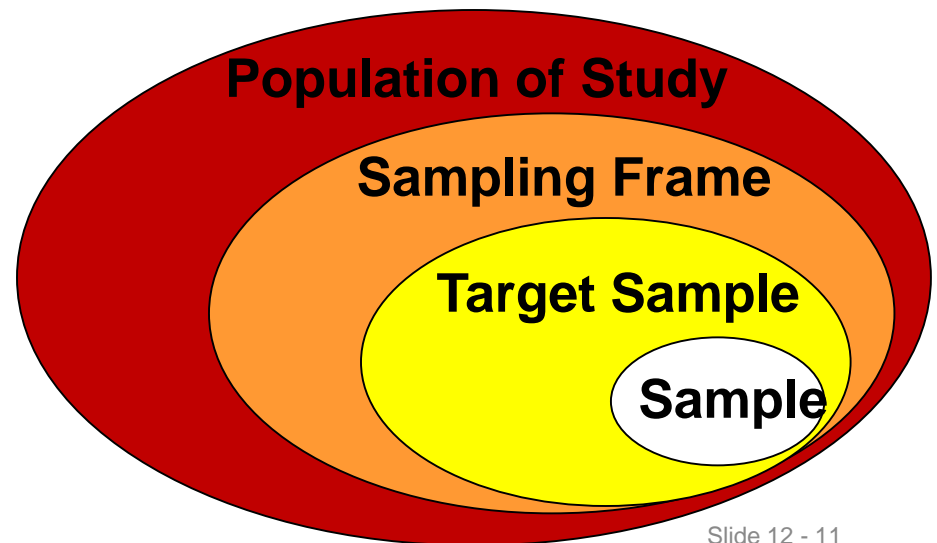 Population of Study
Sampling Frame
Target Sample
Sample
Slide 12 - 11